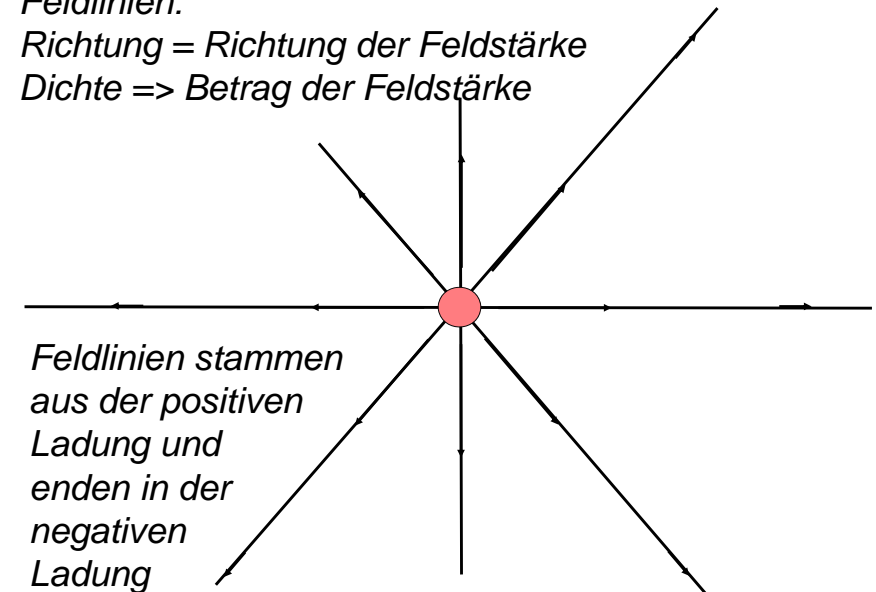 Feldlinien:
Richtung = Richtung der Feldstärke
Dichte => Betrag der Feldstärke
Feldlinien stammen
aus der positiven
Ladung und
enden in der
negativen
Ladung